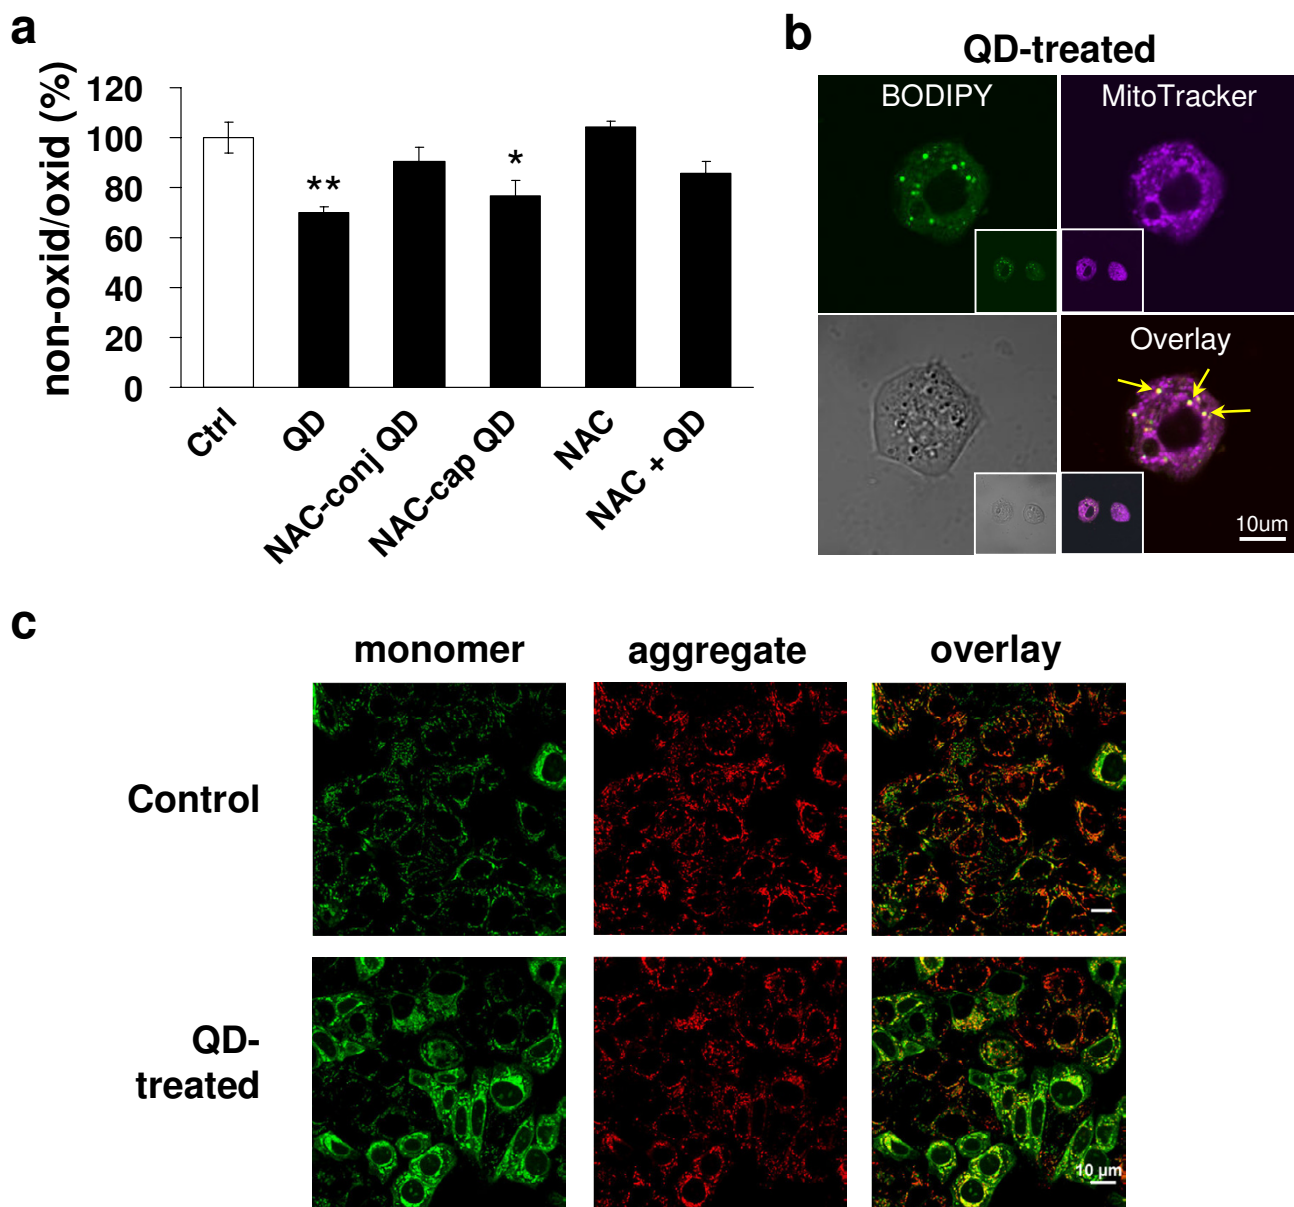 a
non-oxid/oxid (%)
120
100
80
60
40
20
0
**
*
Ctrl
QD
NAC-conj QD
NAC-cap QD
NAC
NAC + QD
b
QD-treated
BODIPY
MitoTracker
Overlay
10um
c
monomer
aggregate
overlay
Control
QD-
treated
10 µm